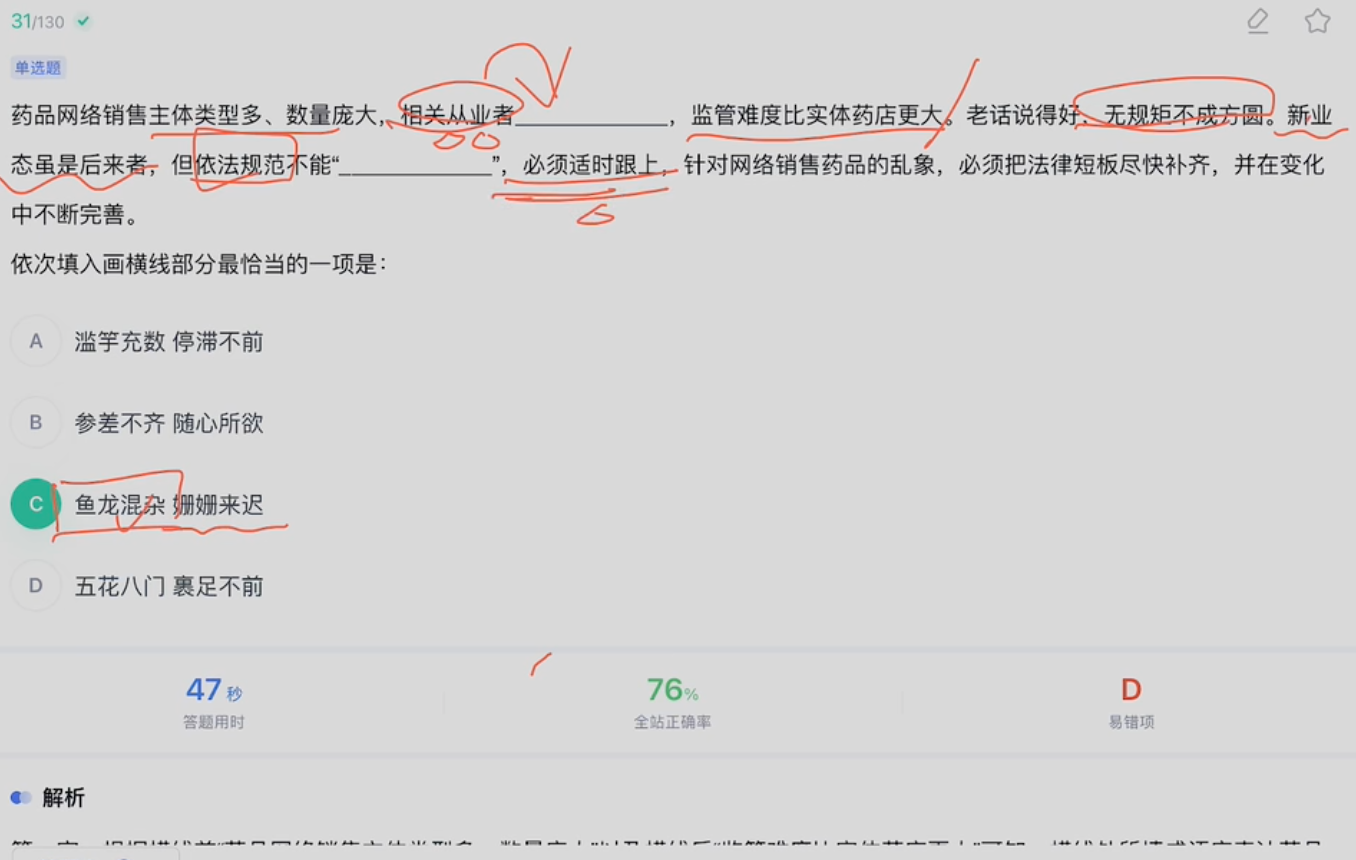 31/130
单选题
药品网络销售主体类型多、数量庞大，相关从业者______________，监管难度比实体药店更大。老话说得好，无规矩不成方圆。新业
态虽是后来者，但依法规范不能“______________”，必须适时跟上，针对网络销售药品的乱象，必须把法律短板尽快补齐，并在变化
中不断完善。
依次填入画横线部分最恰当的一项是：
A 滥竽充数 停滞不前
B 参差不齐 随心所欲
C 鱼龙混杂 姗姗来迟
D 五花八门 裹足不前
47秒 76% D
答题用时 全站正确率 易错项
解析